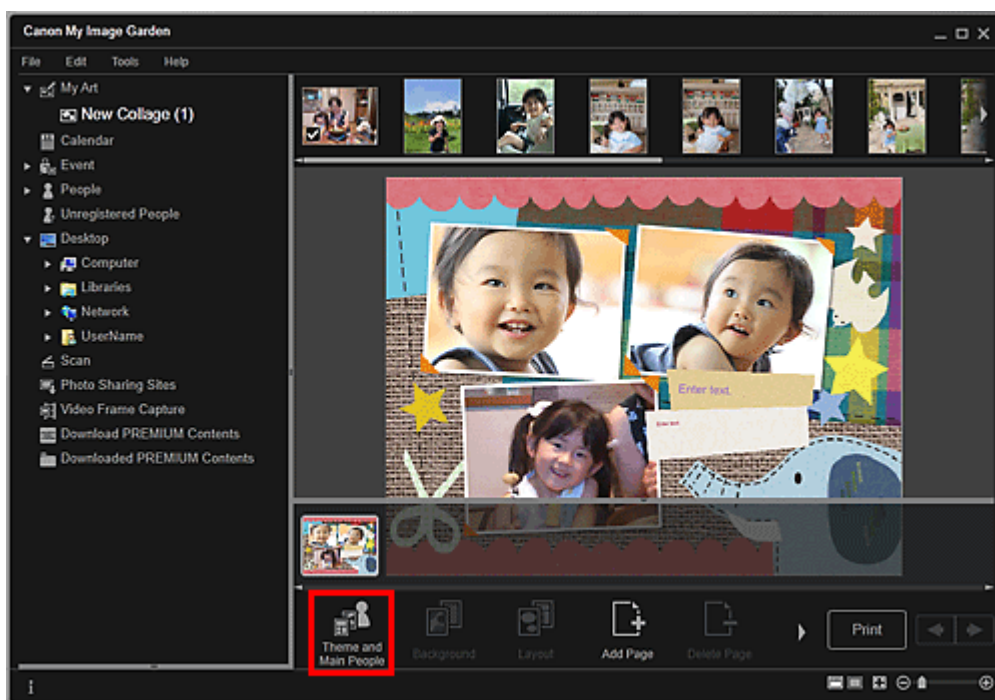 Canon My Image Garden
File Edit Tools Help
My Art
New Collage (1)
Calendar
Event
People
Unregistered People
Desktop
Computer
Libraries
Network
UserName
Scan
Photo Sharing Sites
Video Frame Capture
Download PREMIUM Contents
Downloaded PREMIUM Contents
Enter text.
Enter text.
Theme and
Main People
Background
Layout
Add Page
Delete Page
Print